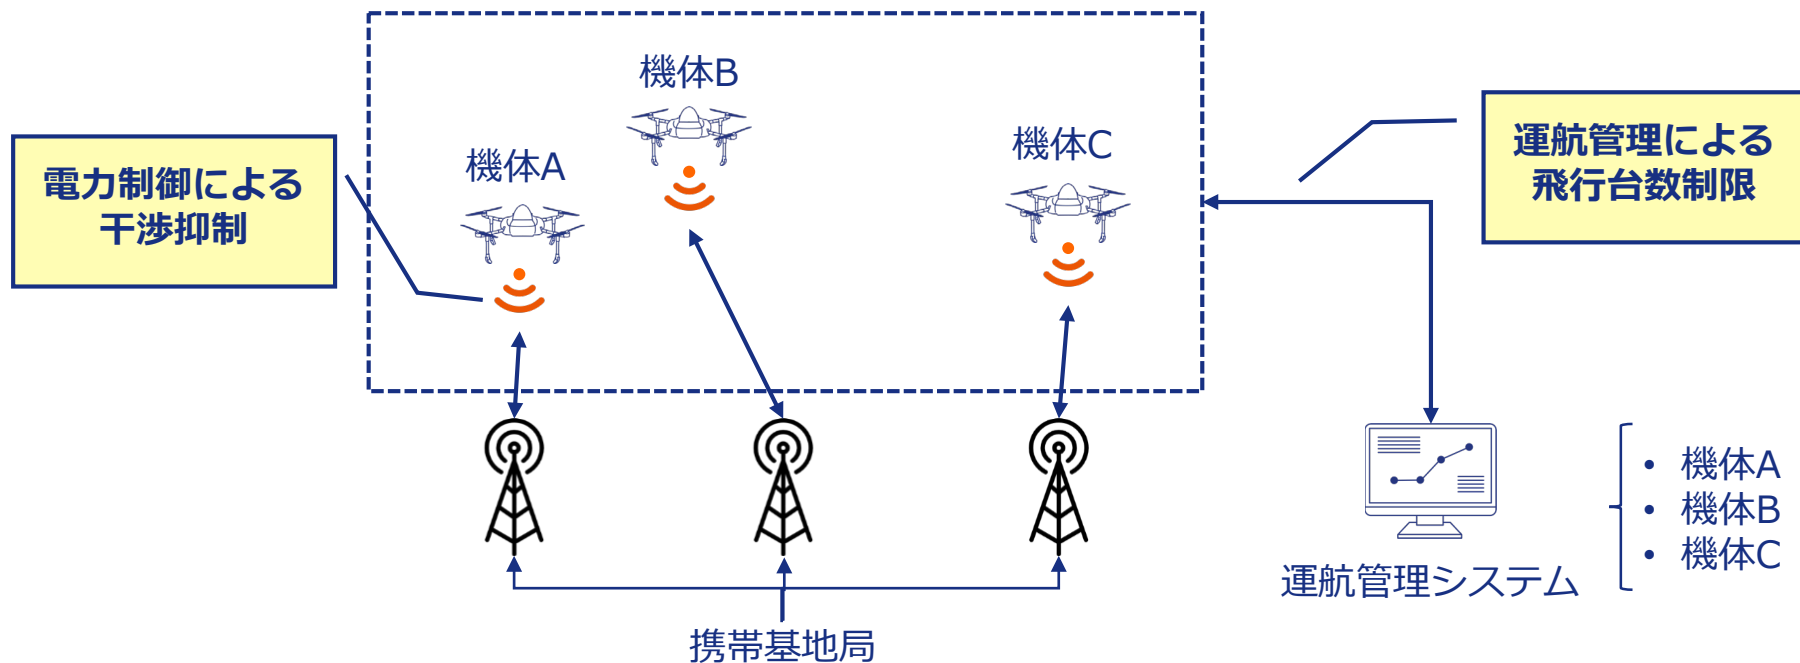 機体B
機体A
機体C
電力制御による
干渉抑制
運航管理による
飛行台数制限
• 機体A
• 機体B
• 機体C
運航管理システム
携帯基地局